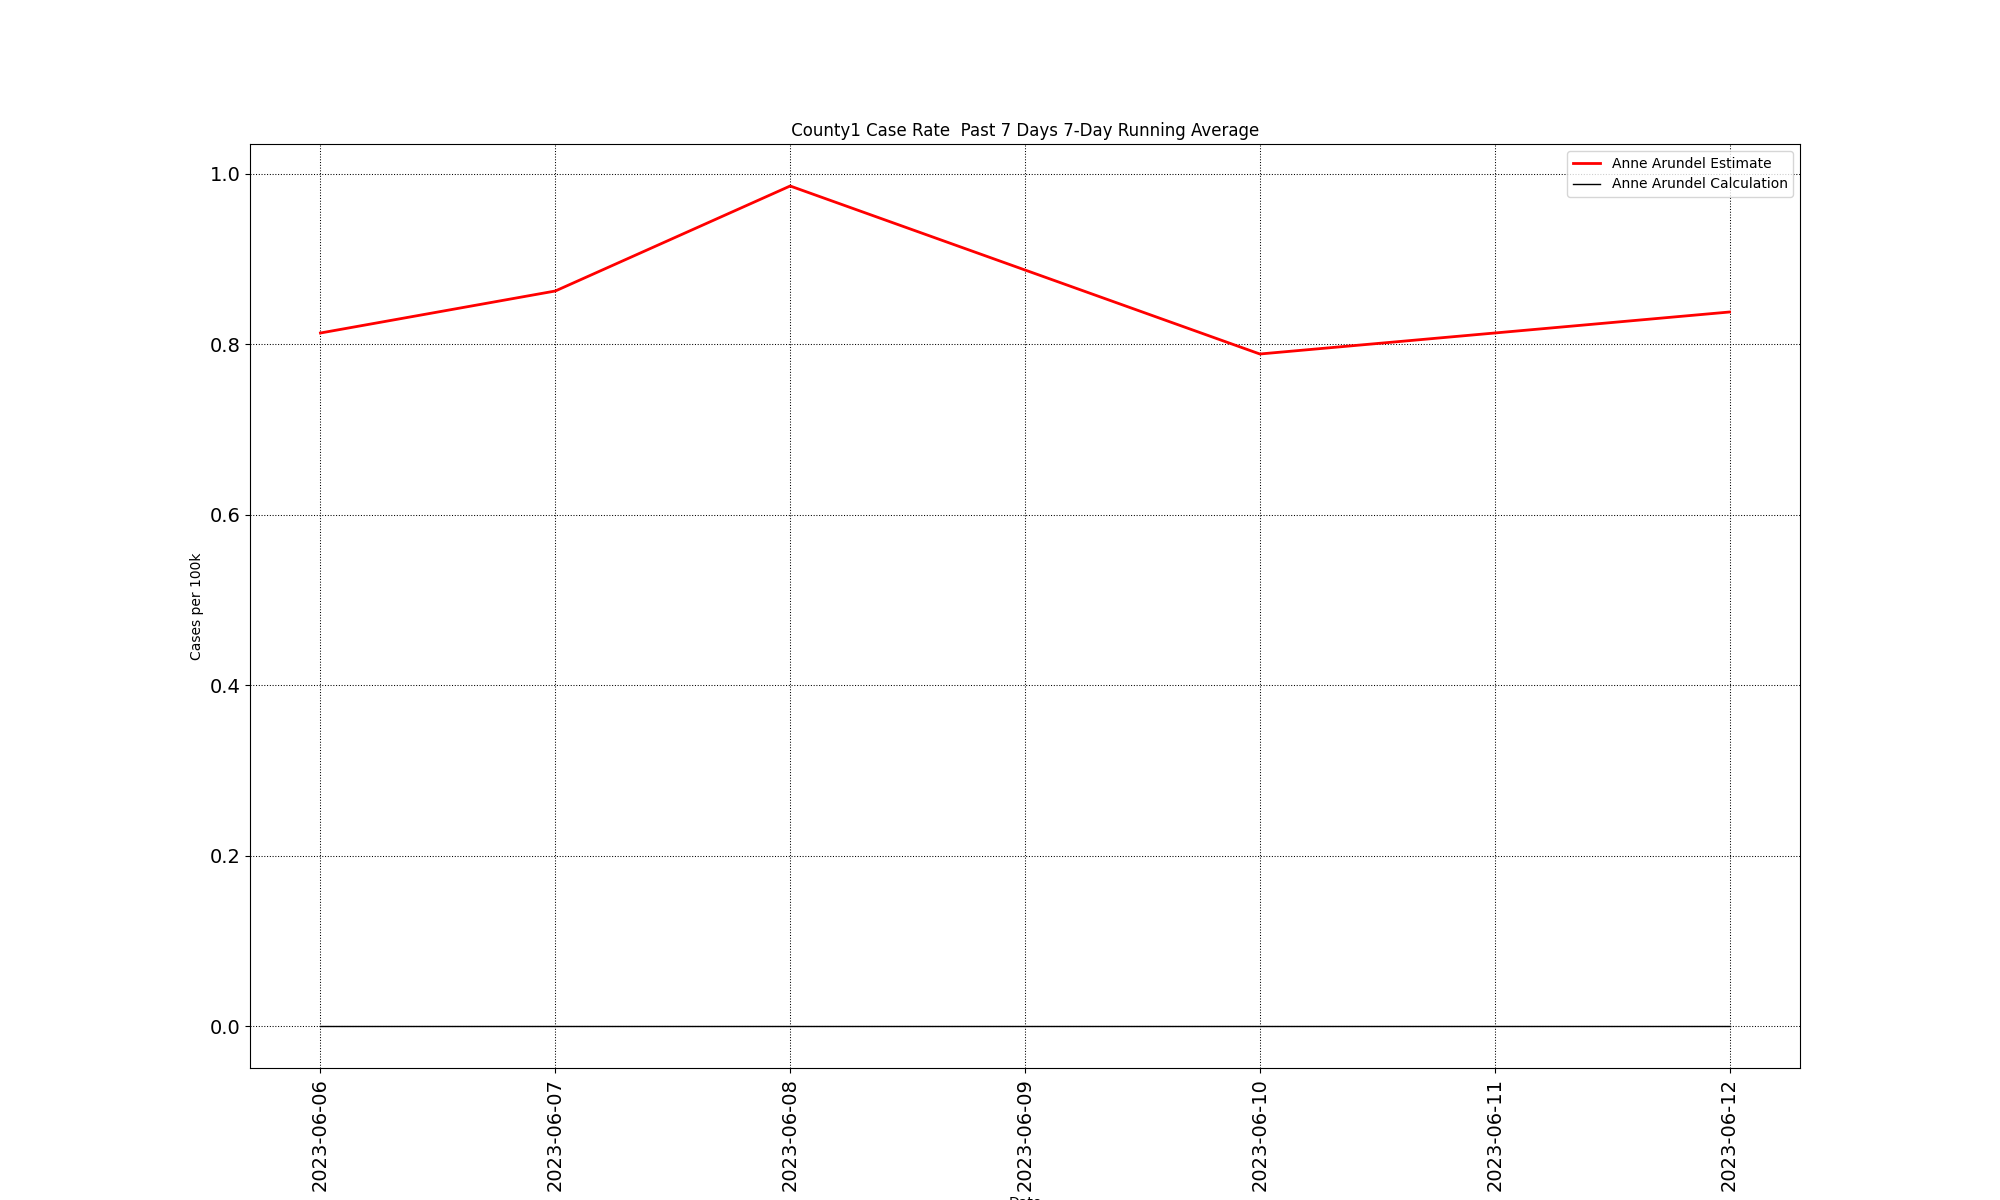 County1 Case Rate  Past 7 Days 7-Day Running Average
Anne Arundel Estimate
Anne Arundel Calculation
1.0
0.8
0.6
0.4
0.2
0.0
Cases per 100k
2023-06-06
2023-06-07
2023-06-08
2023-06-09
2023-06-10
2023-06-11
2023-06-12
Date